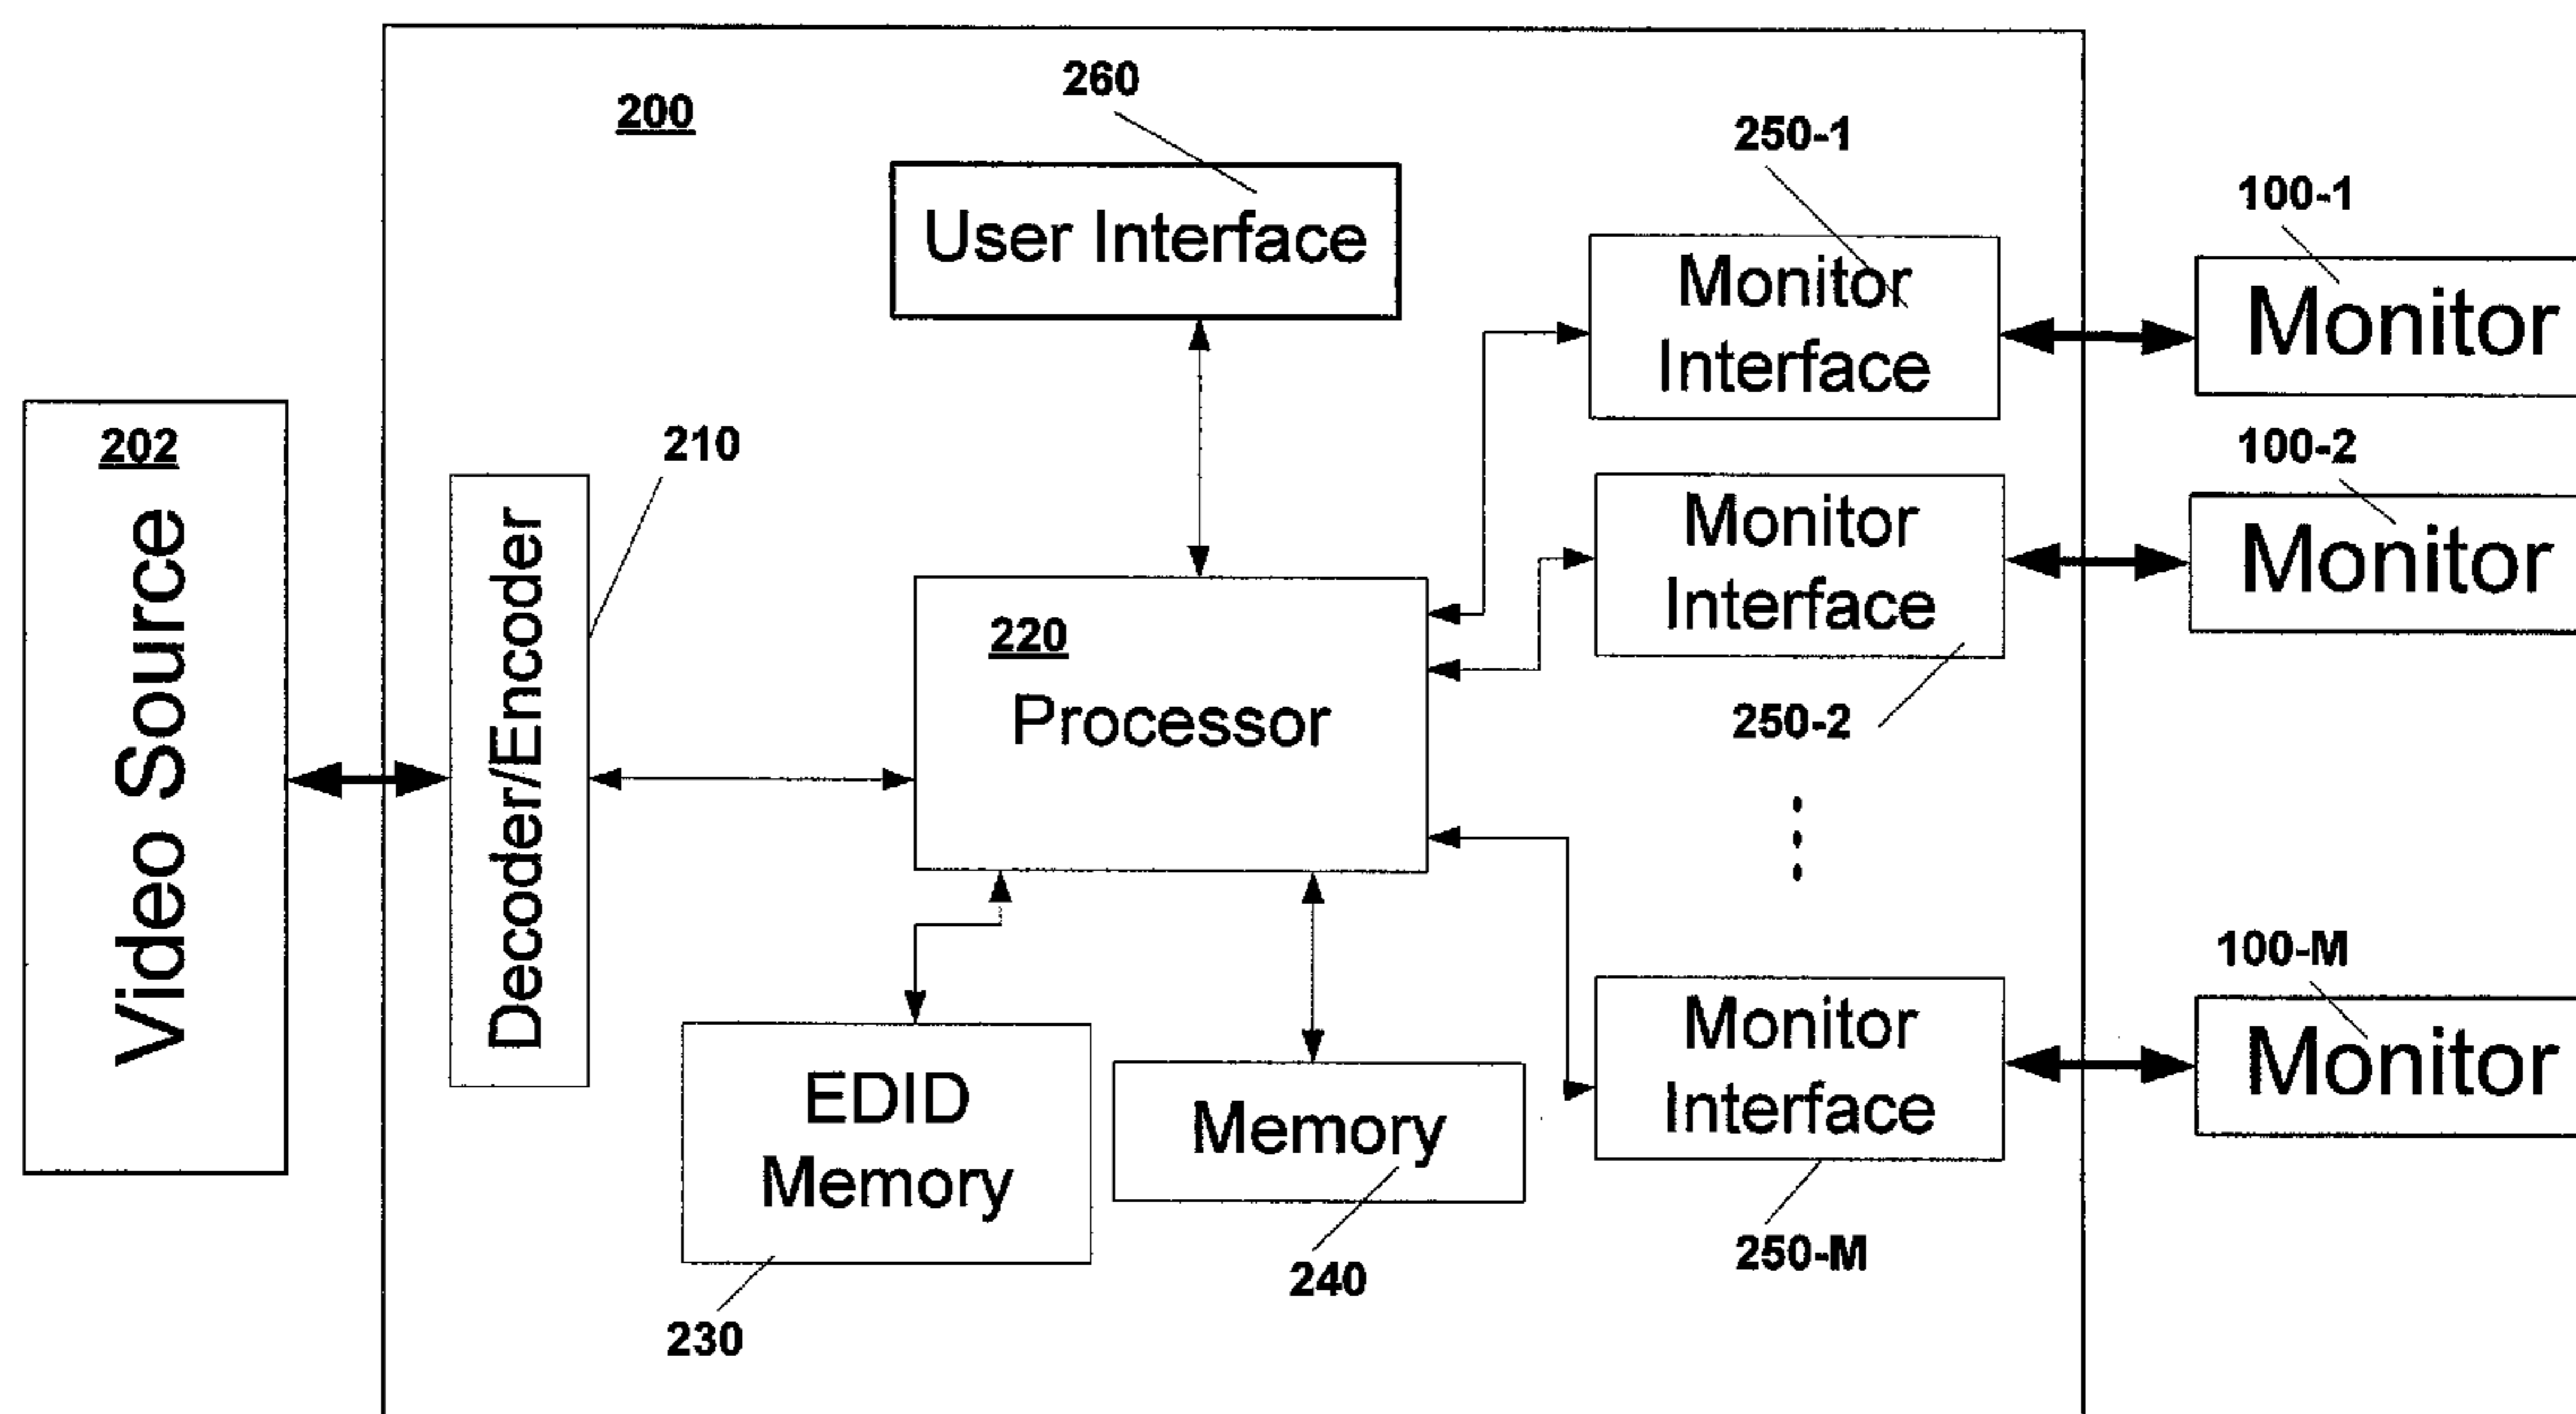 200
260
User Interface
250-1
Monitor
Interface
100-1
Monitor
202
Video Source
210
Decoder/Encoder
220
Processor
Monitor
Interface
250-2
100-2
Monitor
EDID
Memory
230
Memory
240
Monitor
Interface
250-M
100-M
Monitor